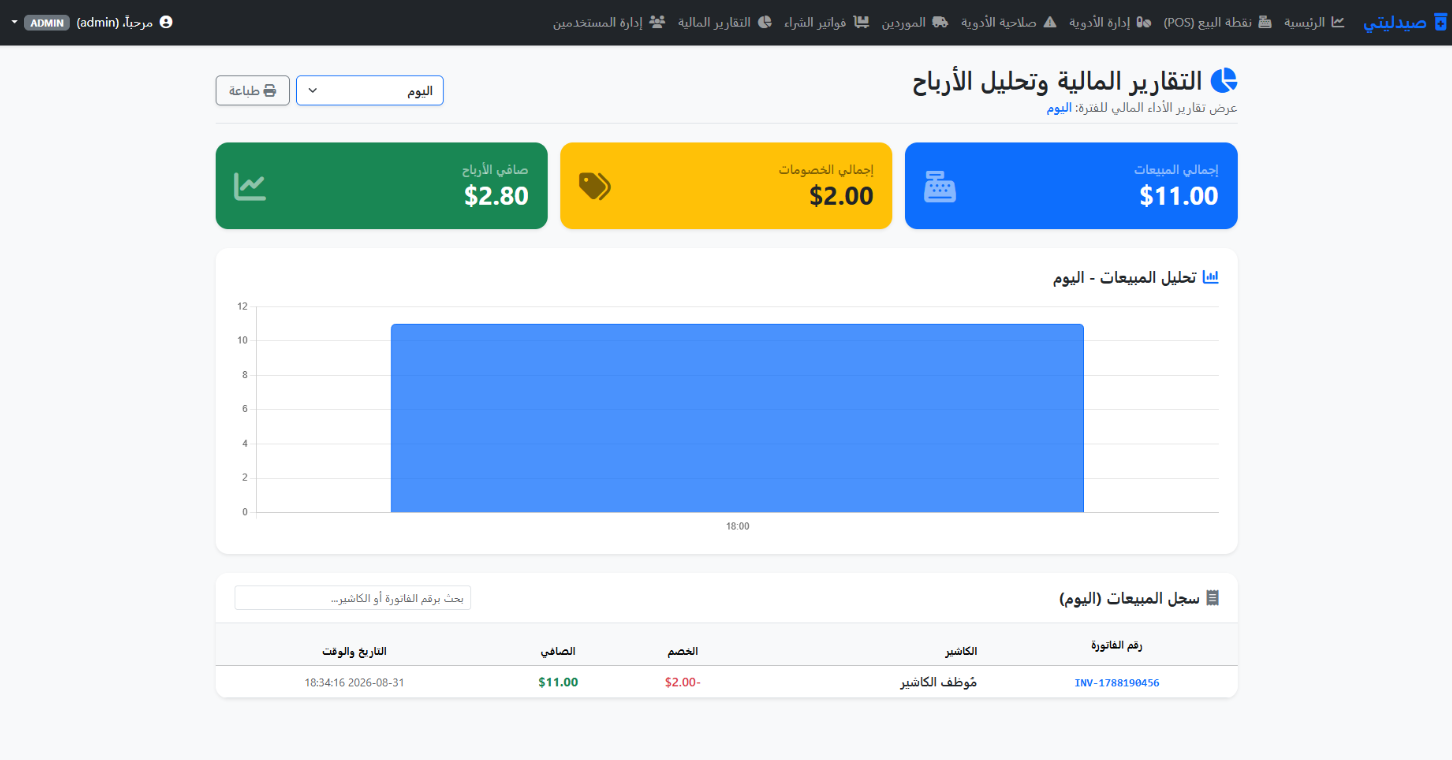 صيدليتي الرئيسية نقطة البيع (POS) إدارة الأدوية صلاحية الأدوية الموردين فواتير الشراء التقارير المالية إدارة المستخدمين مرحباً، (admin) ADMIN
التقارير المالية وتحليل الأرباح
عرض تقارير الأداء المالي للفترة: اليوم
اليوم
طباعة
إجمالي المبيعات
$11.00
إجمالي الخصومات
$2.00
صافي الأرباح
$2.80
تحليل المبيعات - اليوم
12
10
8
6
4
2
0
18:00
سجل المبيعات (اليوم)
بحث برقم الفاتورة أو الكاشير...
رقم الفاتورة الكاشير الخصم الصافي التاريخ والوقت
INV-1788190456 مُوظف الكاشير -$2.00 $11.00 2026-08-31 18:34:16